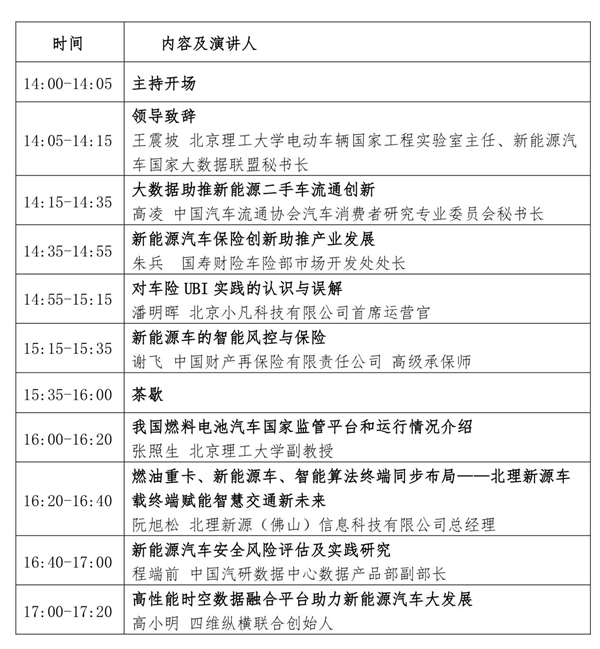 时间 内容及演讲人
14:00-14:05 主持开场
领导致辞
14:05-14:15 王震坡 北京理工大学电动车辆国家工程实验室主任、新能源汽
车国家大数据联盟秘书长
14:15-14:35 大数据助推新能源二手车流通创新
高凌 中国汽车流通协会汽车消费者研究专业委员会秘书长
14:35-14:55 新能源汽车保险创新助推产业发展
朱兵 国寿财险车险部市场开发处处长
14:55-15:15 对车险 UBI 实践的认识与误解
潘明晖 北京小凡科技有限公司首席运营官
15:15-15:35 新能源车的智能风控与保险
谢飞 中国财产再保险有限责任公司 高级承保师
15:35-16:00 茶歇
16:00-16:20 我国燃料电池汽车国家监管平台和运行情况介绍
张照生 北京理工大学副教授
燃油重卡、新能源车、智能算法终端同步布局——北理新源车
16:20-16:40 载终端赋能智慧交通新未来
阮旭松 北理新源（佛山）信息科技有限公司总经理
16:40-17:00 新能源汽车安全风险评估及实践研究
程端前 中国汽研数据中心数据产品部副部长
17:00-17:20 高性能时空数据融合平台助力新能源汽车大发展
高小明 四维纵横联合创始人